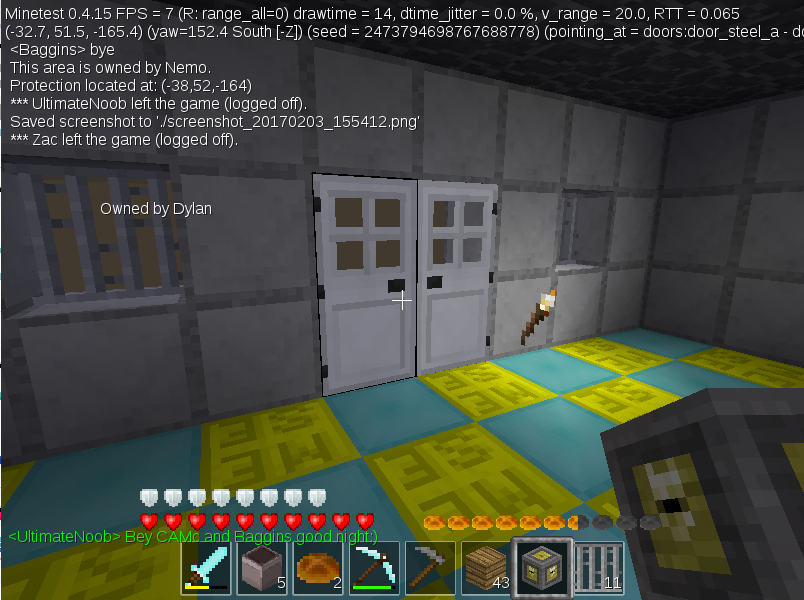 Minetest 0.4.15 FPS = 7 (R: range_all=0) drawtime = 14, dtime_jitter = 0.0 %, v_range = 20.0, RTT = 0.065
(-32.7, 51.5, -165.4) (yaw=152.4 South [-Z]) (seed = 2473794698767688778) (pointing_at = doors:door_steel_a - do
<Baggins> bye
This area is owned by Nemo.
Protection located at: (-38,52,-164)
*** UltimateNoob left the game (logged off).
Saved screenshot to './screenshot_20170203_155412.png'
*** Zac left the game (logged off).
Owned by Dylan
<UltimateNoob> Bey CAMc and Baggins good night:)
5
2
43
11